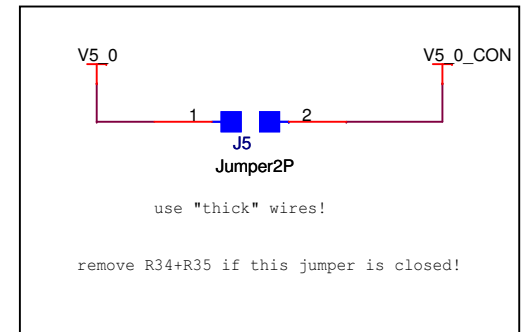 V5_0 V5_0_CON
1 2
J5
Jumper2P
use "thick" wires!
remove R34+R35 if this jumper is closed!